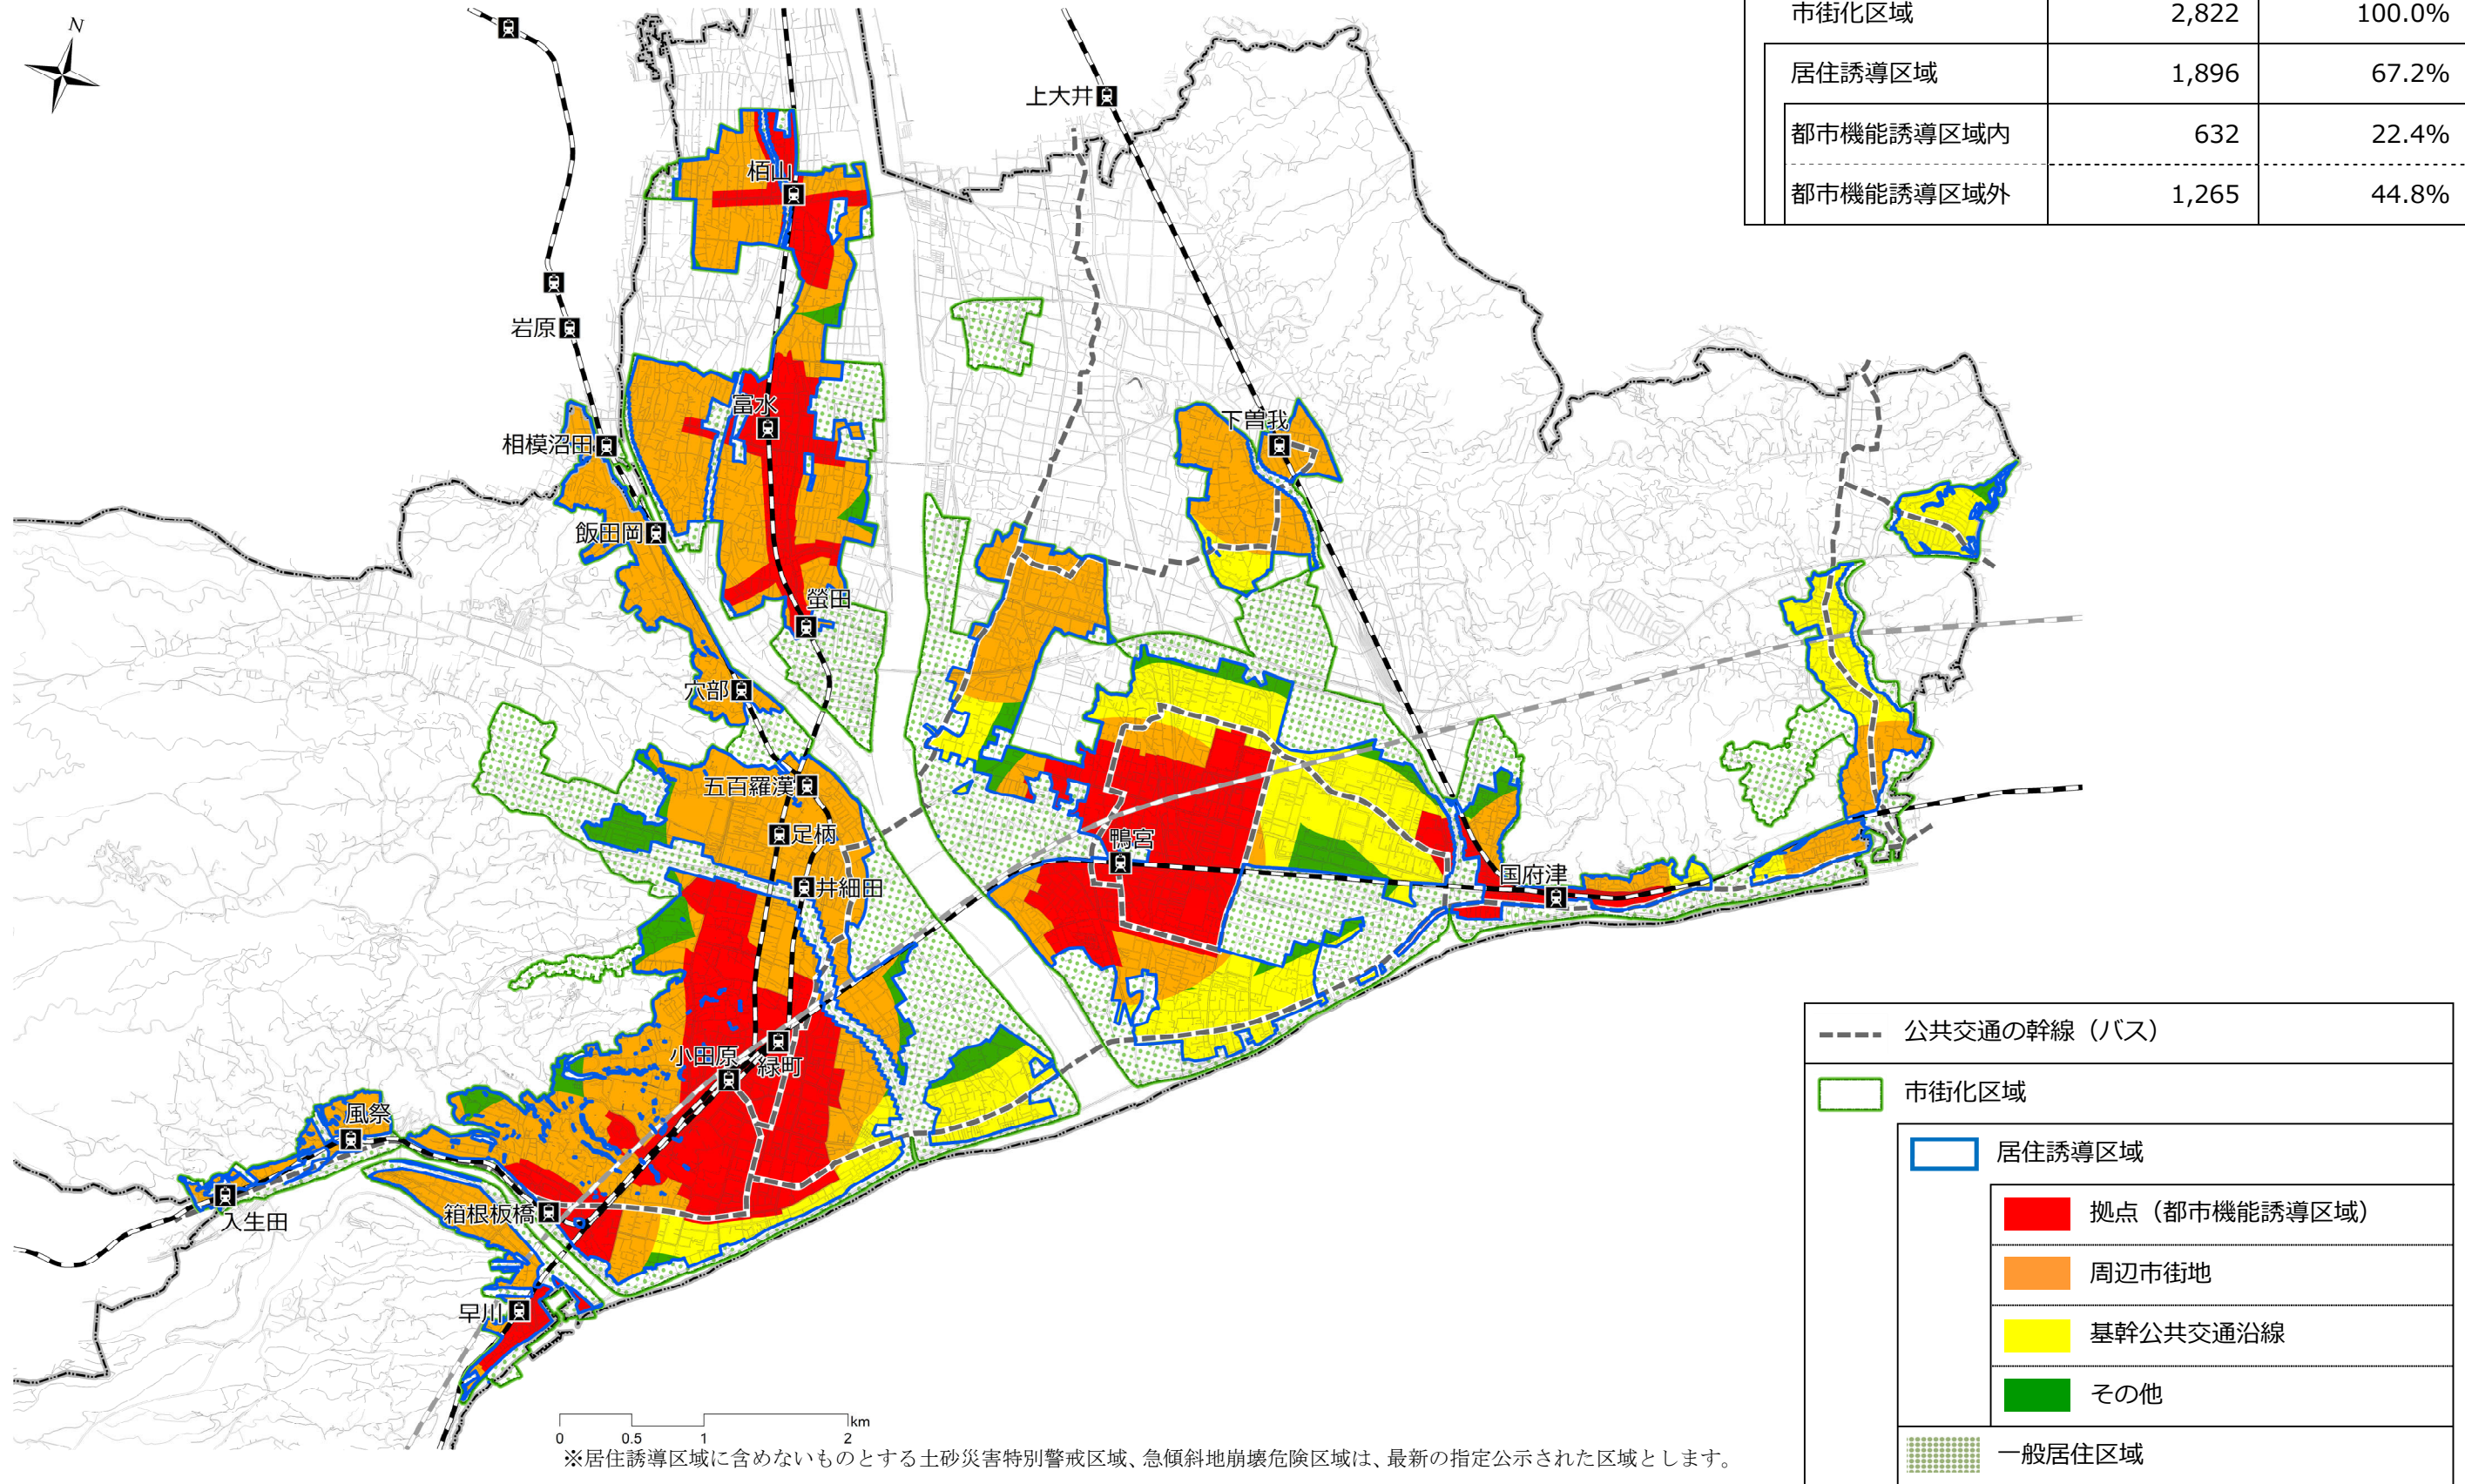 N
市街化区域 2,822 100.0%
居住誘導区域 1,896 67.2%
都市機能誘導区域内 632 22.4%
都市機能誘導区域外 1,265 44.8%
上大井
栢山
岩原
富水
下曽我
相模沼田
飯田岡
螢田
穴部
五百羅漢
足柄
鴨宮
井細田
国府津
小田原
緑町
風祭
入生田
箱根板橋
早川
公共交通の幹線（バス）
市街化区域
居住誘導区域
拠点（都市機能誘導区域）
周辺市街地
基幹公共交通沿線
その他
一般居住区域
0 0.5 1 2 km
※居住誘導区域に含めないものとする土砂災害特別警戒区域、急傾斜地崩壊危険区域は、最新の指定公示された区域とします。